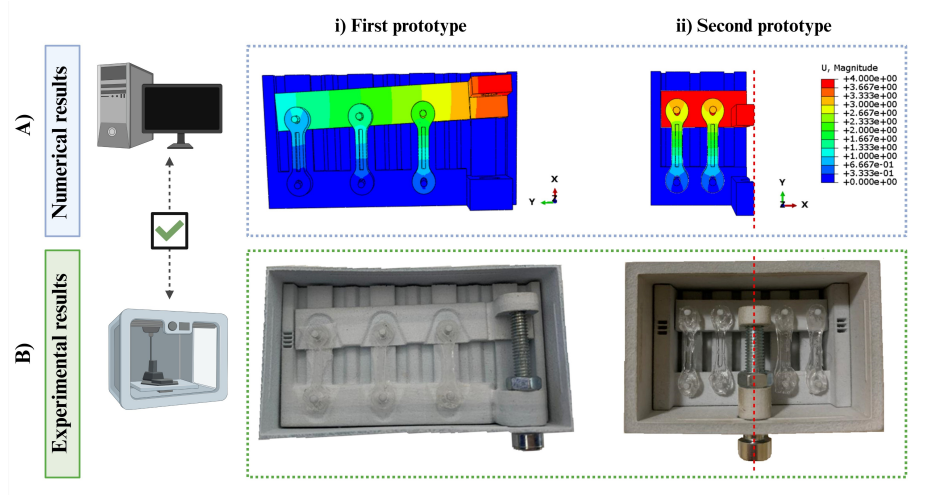 i) First prototype
ii) Second prototype
A)
Numerical results
U, Magnitude
+4.000e+00
+3.667e+00
+3.333e+00
+3.000e+00
+2.667e+00
+2.333e+00
+2.000e+00
+1.667e+00
+1.333e+00
+1.000e+00
+6.667e-01
+3.333e-01
+0.000e+00
X
Y
Z
Y
Z
X
B)
Experimental results